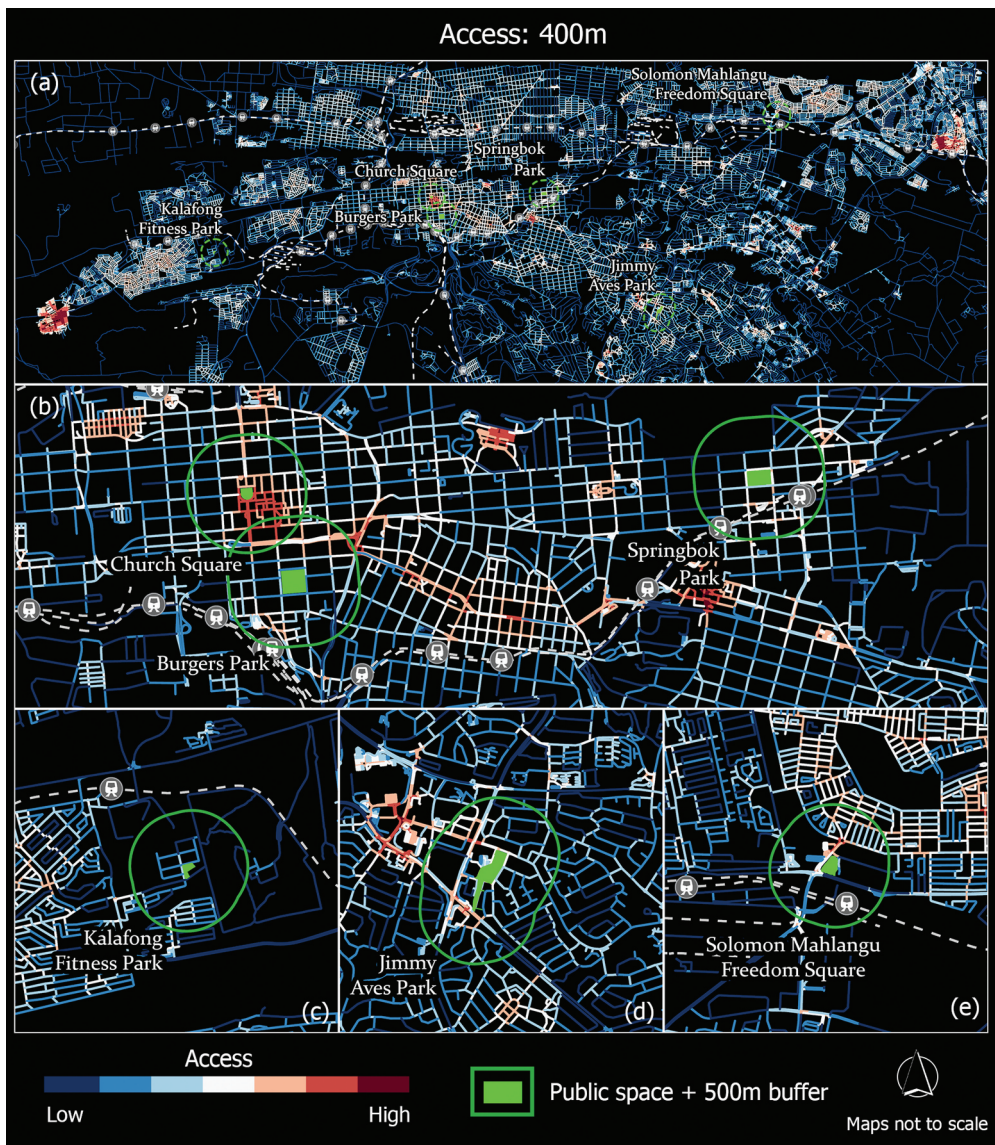 Access: 400m
(a)
Solomon Mahlangu
Freedom Square
Springbok
Park
Church Square
Burgers Park
Kalafong
Fitness Park
Jimmy
Aves Park
(b)
Church Square
Springbok
Park
Burgers Park
Kalafong
Fitness Park
(c)
Jimmy
Aves Park
(d)
Solomon Mahlangu
Freedom Square
(e)
Access
Low
High
Public space + 500m buffer
Maps not to scale